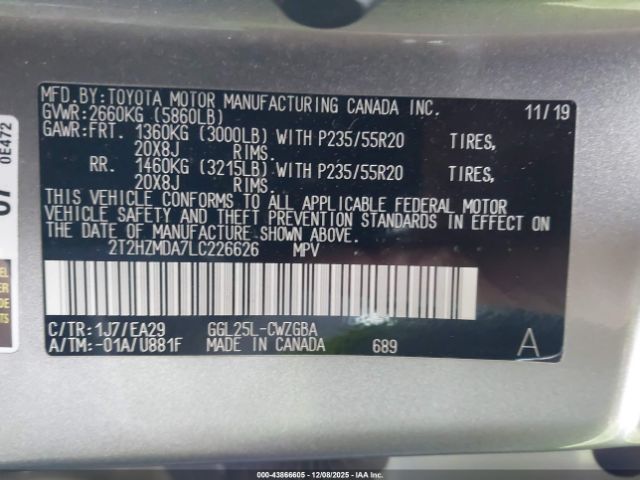 MFD.BY:TOYOTA MOTOR MANUFACTURING CANADA INC. 11/19
GVWR:2660KG (5860LB)
GAWR:FRT. 1360KG (3000LB) WITH P235/55R20 TIRES,
20X8J RIMS.
RR. 1460KG (3215LB) WITH P235/55R20 TIRES,
20X8J RIMS.
THIS VEHICLE CONFORMS TO ALL APPLICABLE FEDERAL MOTOR
VEHICLE SAFETY AND THEFT PREVENTION STANDARDS IN EFFECT ON
THE DATE OF MANUFACTURE SHOWN ABOVE.
2T2HZMDA7LC226626 MPV
C/TR:1J7/EA29 GGL25L-CWZGBA
A/TM:-01A/U881F MADE IN CANADA 689 A
0E472
12-43866605 - 12/08/2025 - IAA Inc.